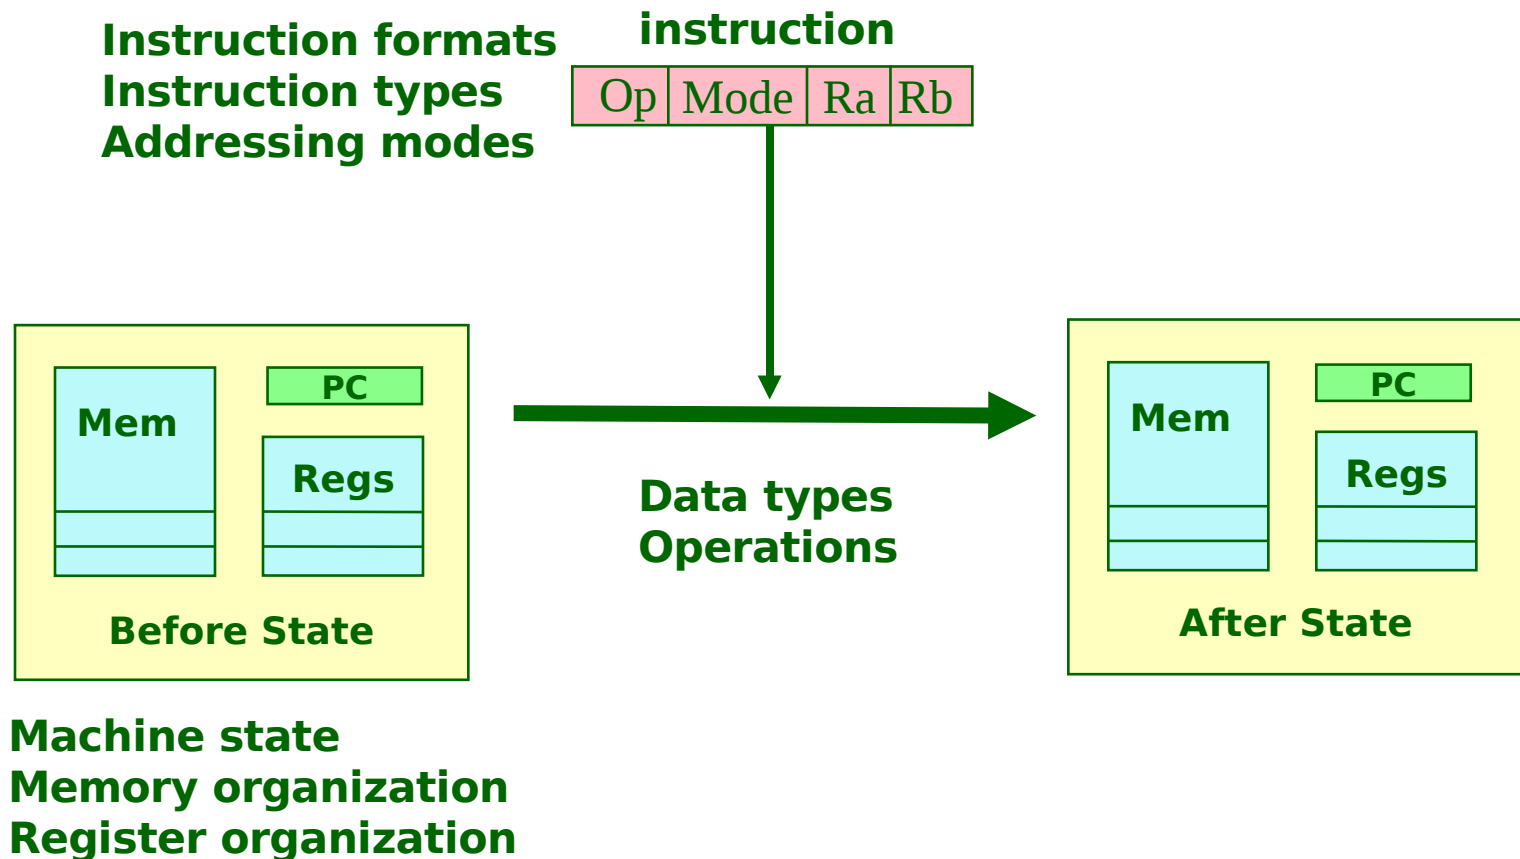 Instruction formats
Instruction types
Addressing modes
instruction
Op Mode Ra Rb
Mem
PC
Regs
Before State
Data types
Operations
Mem
PC
Regs
After State
Machine state
Memory organization
Register organization